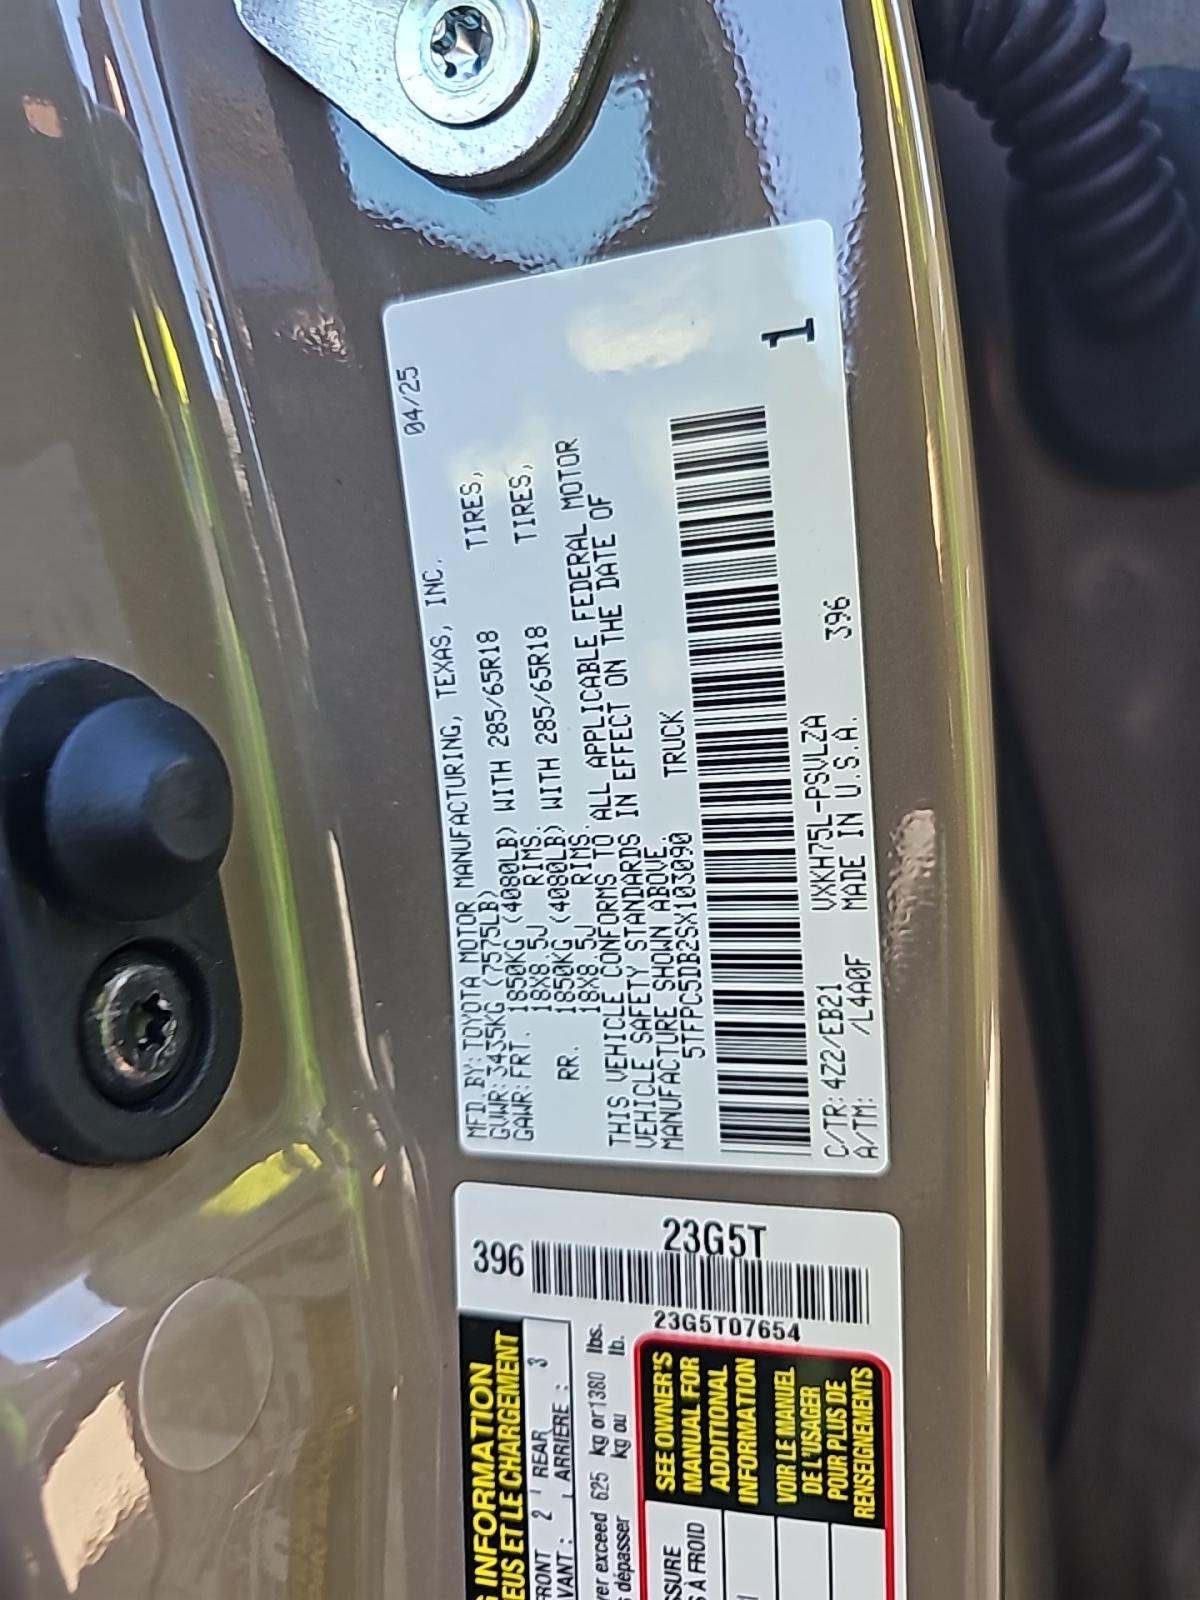 MFD.BY: TOYOTA MOTOR MANUFACTURING, TEXAS, INC. 04/25
GVWR: 3435KG (7575LB)
GAWR: FRT. 1850KG (4080LB) WITH 285/65R18 TIRES,
18X8.5J RIMS.
RR. 1850KG (4080LB) WITH 285/65R18 TIRES,
18X8.5J RIMS.
THIS VEHICLE CONFORMS TO ALL APPLICABLE FEDERAL MOTOR
VEHICLE SAFETY STANDARDS IN EFFECT ON THE DATE OF
MANUFACTURE SHOWN ABOVE.
5TFPC5DB2SX103090 TRUCK
1
C/TR: 4Z2/EB21 VXKH75L-PSVLZA 396
A/TM: /L4A0F MADE IN U.S.A.
396
23G5T
23G5T07654
INFORMATION
ET LE CHARGEMENT
FRONT 2 REAR 3
VANT : ARRIÈRE :
exceed 625 kg or 1380 lbs.
dépasser kg ou lb.
SEE OWNER'S
MANUAL FOR
ADDITIONAL
INFORMATION
VOIR LE MANUEL
DE L'USAGER
POUR PLUS DE
RENSEIGNEMENTS
SSURE
À FROID